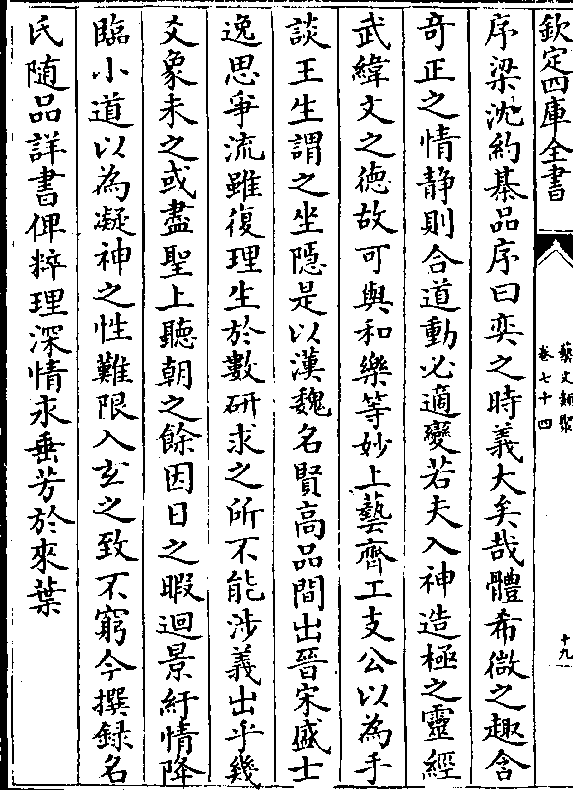 欽定四庫全書
藝文類聚
卷七十四
十九
序梁沈約棊品序曰奕之時義大矣哉體希微之趣含
奇正之情静則合道動必適變若夫入神造極之靈經
武緯文之徳故可與和樂等妙上藝齊工支公以為手
談王生謂之坐隠是以漢魏名賢高品間出晉宋盛士
逸思爭流雖復理生於數研求之所不能涉義出乎幾
爻象未之或盡聖上聽朝之餘因日之暇迴景紆情降
臨小道以為凝神之性難限入玄之致不窮今撰録名
氏随品詳書俾粹理深情永垂芳於來葉